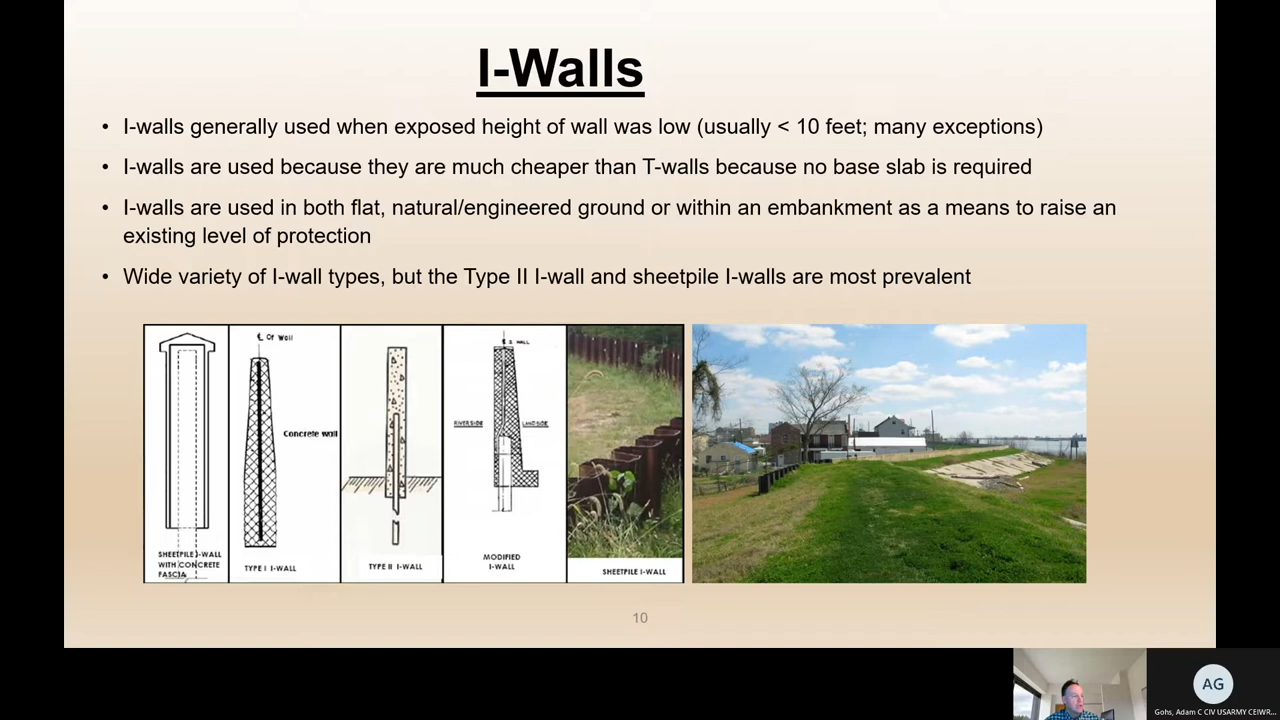 I-Walls
• I-walls generally used when exposed height of wall was low (usually < 10 feet; many exceptions)
• I-walls are used because they are much cheaper than T-walls because no base slab is required
• I-walls are used in both flat, natural/engineered ground or within an embankment as a means to raise an
existing level of protection
• Wide variety of I-wall types, but the Type II I-wall and sheetpile I-walls are most prevalent
SHEETPILE I-WALL
WITH CONCRETE
FASCIA
℄ Of Wall
Concrete wall
TYPE I I-WALL
TYPE II I-WALL
WALL
RIVERSIDE
LANDSIDE
MODIFIED
I-WALL
SHEETPILE I-WALL
10
AG
Gohs, Adam C CIV USARMY CEIWR...